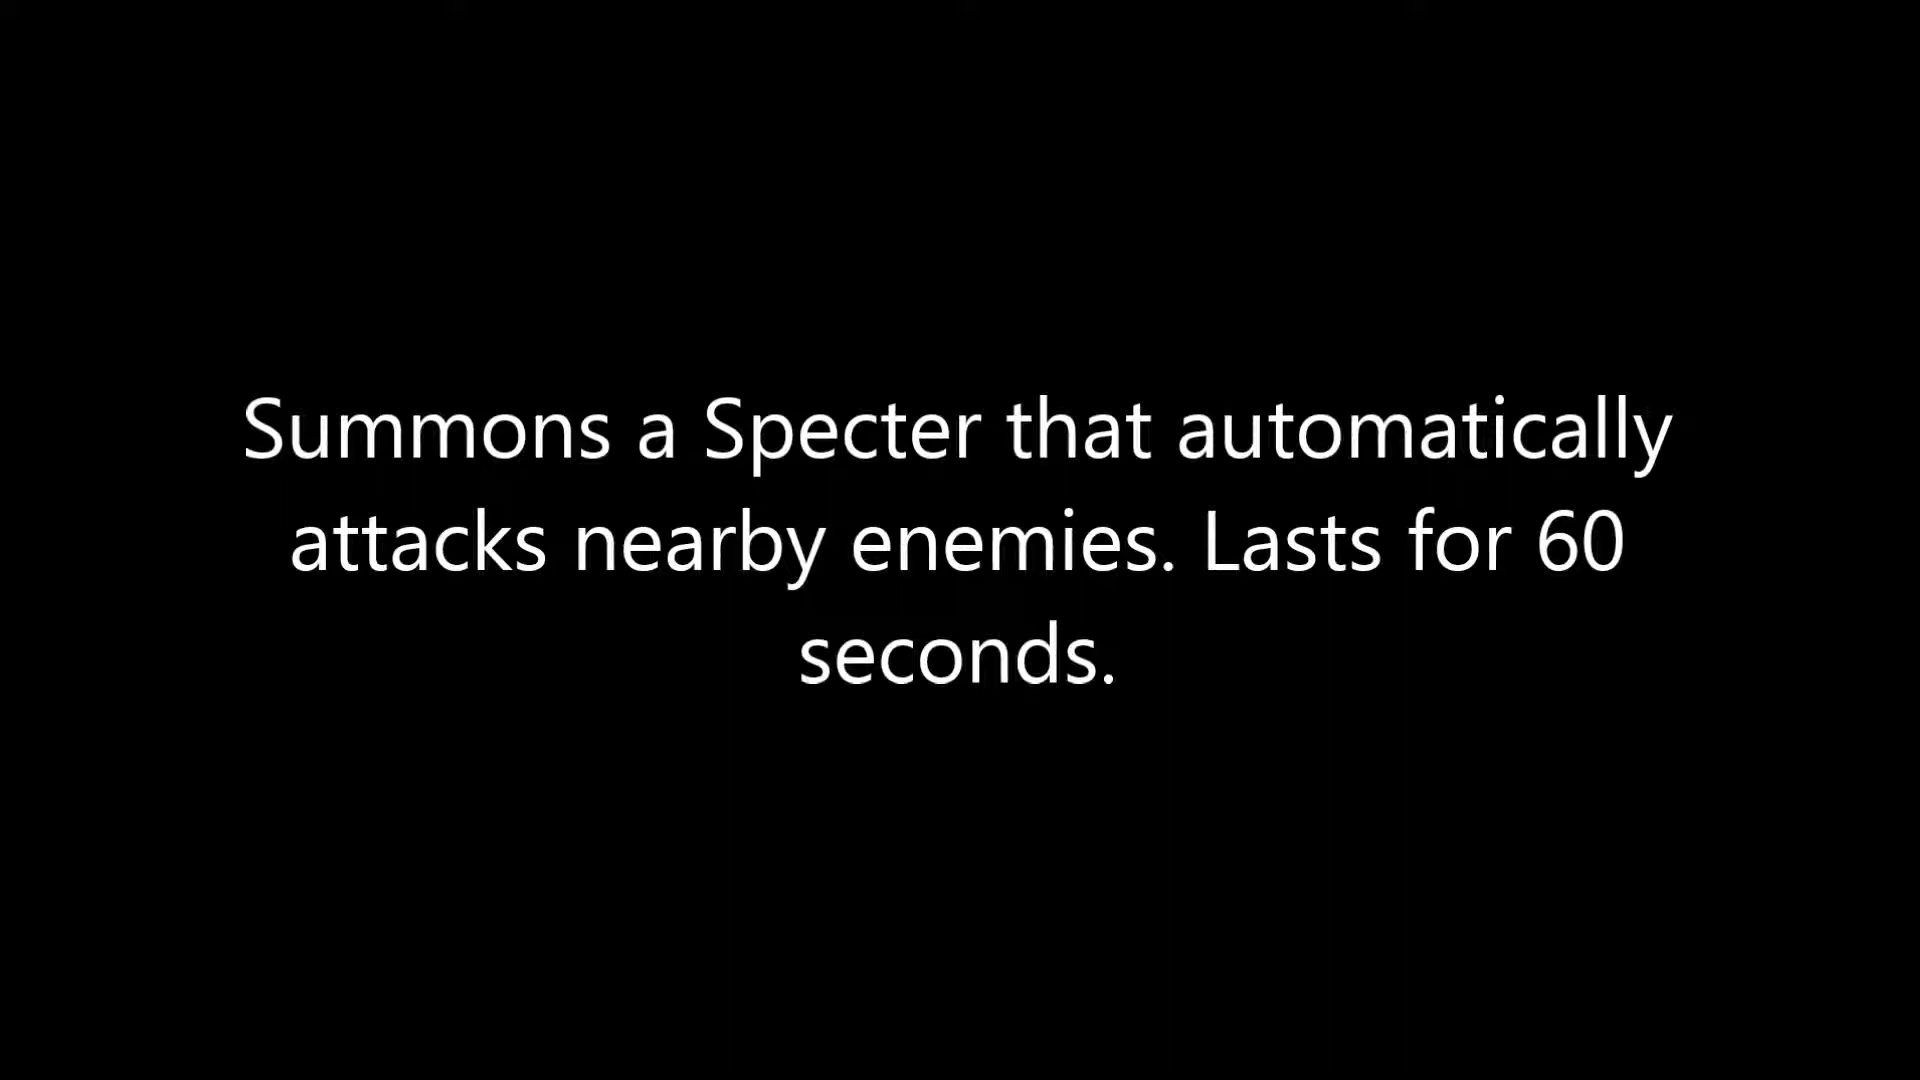 Summons a Specter that automatically
attacks nearby enemies. Lasts for 60
seconds.